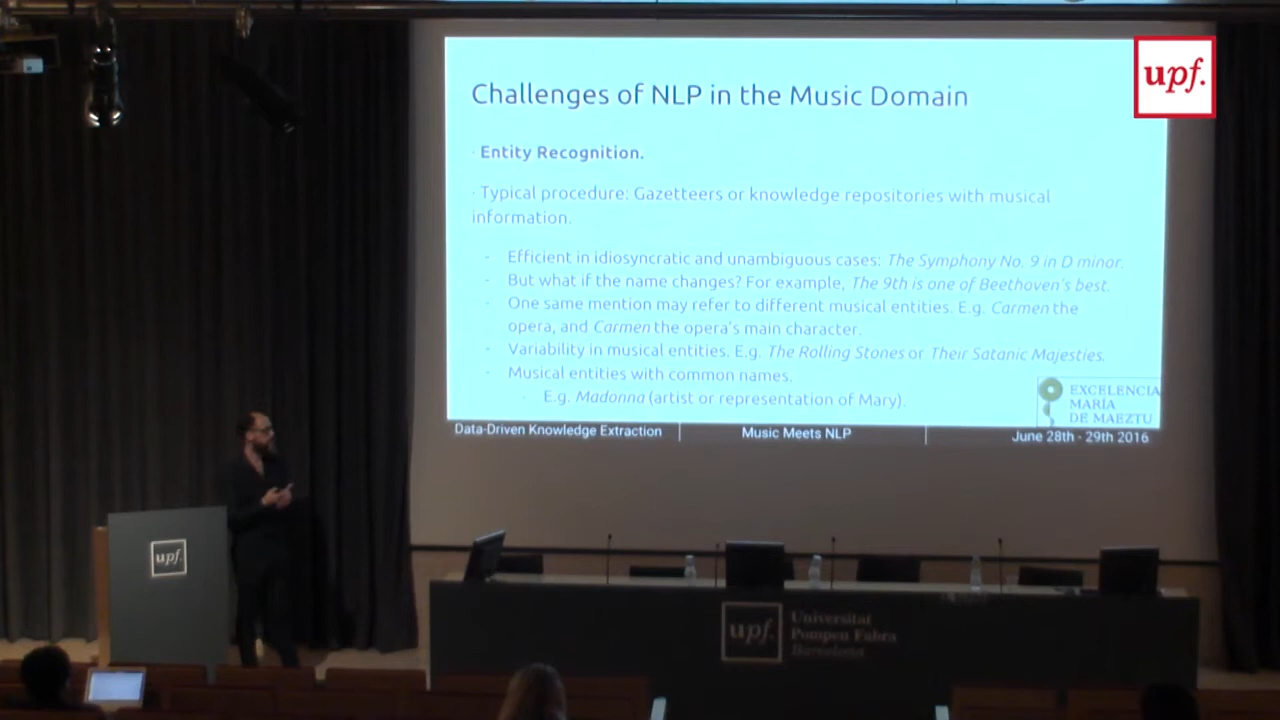 upf.
Challenges of NLP in the Music Domain
· Entity Recognition.
· Typical procedure: Gazetteers or knowledge repositories with musical
information.
- Efficient in idiosyncratic and unambiguous cases: The Symphony No. 9 in D minor.
- But what if the name changes? For example, The 9th is one of Beethoven's best.
- One same mention may refer to different musical entities. E.g. Carmen the
opera, and Carmen the opera's main character.
- Variability in musical entities. E.g. The Rolling Stones or Their Satanic Majesties.
- Musical entities with common names.
- E.g. Madonna (artist or representation of Mary).
EXCELENCIA
MARÍA
DE MAEZTU
Data-Driven Knowledge Extraction
Music Meets NLP
June 28th - 29th 2016
upf.
upf.
Universitat
Pompeu Fabra
Barcelona